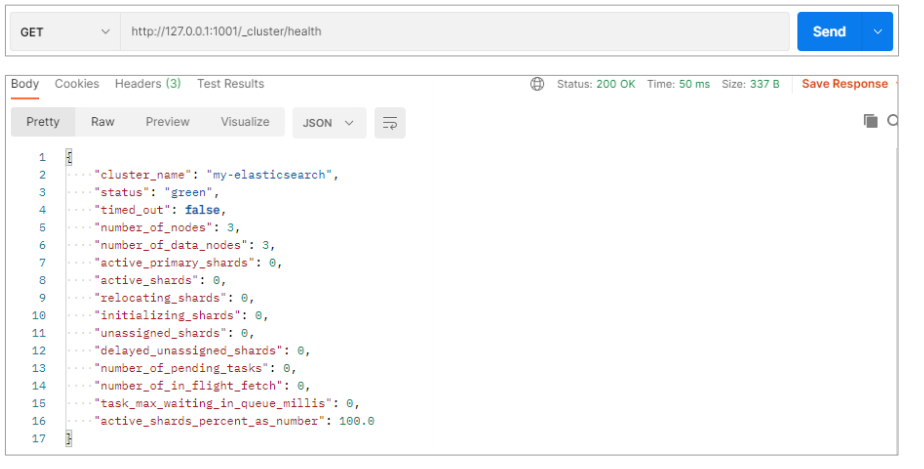 GET http://127.0.0.1:1001/_cluster/health Send
Body Cookies Headers (3) Test Results Status: 200 OK Time: 50 ms Size: 337 B Save Response
Pretty Raw Preview Visualize JSON
1 {
2 "cluster_name": "my-elasticsearch",
3 "status": "green",
4 "timed_out": false,
5 "number_of_nodes": 3,
6 "number_of_data_nodes": 3,
7 "active_primary_shards": 0,
8 "active_shards": 0,
9 "relocating_shards": 0,
10 "initializing_shards": 0,
11 "unassigned_shards": 0,
12 "delayed_unassigned_shards": 0,
13 "number_of_pending_tasks": 0,
14 "number_of_in_flight_fetch": 0,
15 "task_max_waiting_in_queue_millis": 0,
16 "active_shards_percent_as_number": 100.0
17 }